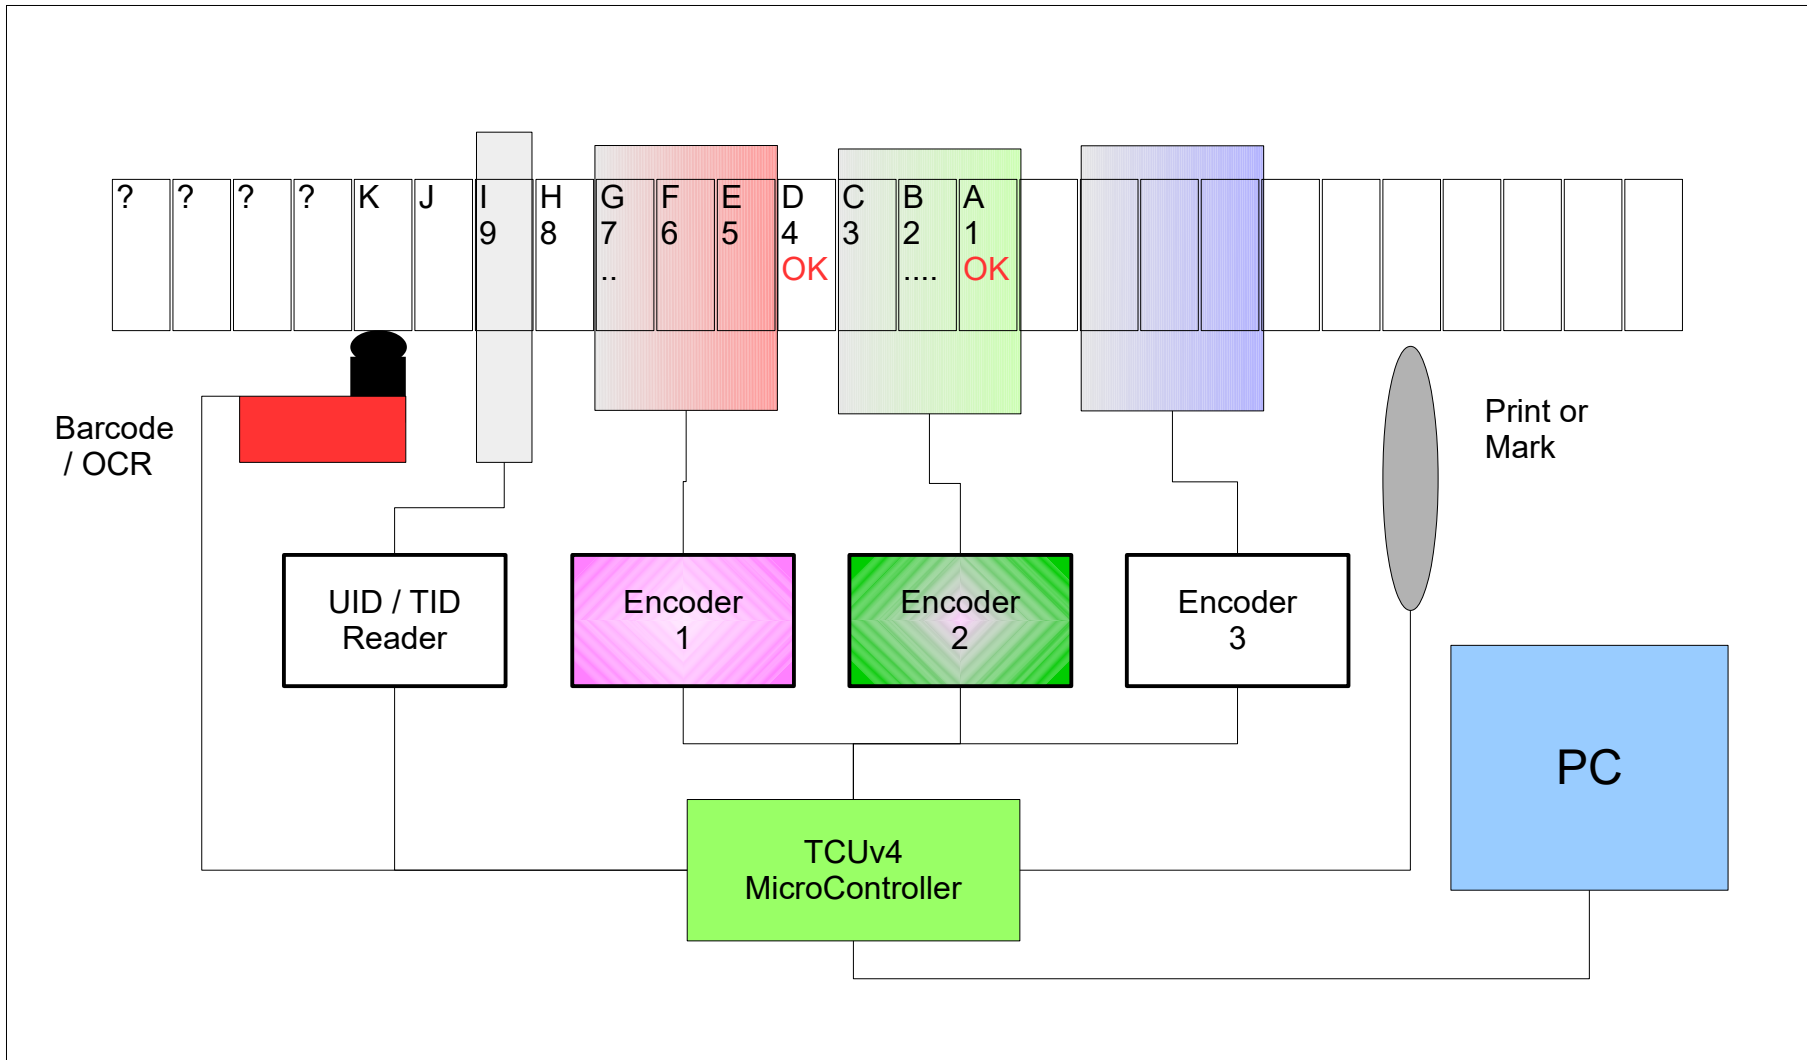 ? ? ? ? K J I H G F E D C B A
9 8 7 6 5 4 3 2 1
.. OK .... OK
Barcode
/ OCR
Print or
Mark
UID / TID
Reader
Encoder
1
Encoder
2
Encoder
3
PC
TCUv4
MicroController